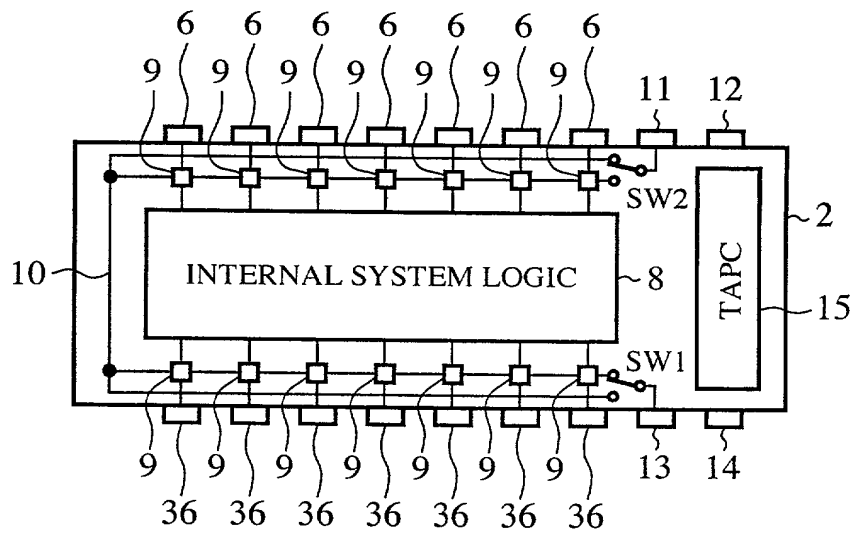 6 6 6 6 6 6 6
9 9 9 9 9 9 9 11 12
SW2
2
10 INTERNAL SYSTEM LOGIC 8 TAPC 15
SW1
9 9 9 9 9 9 9 13 14
36 36 36 36 36 36 36